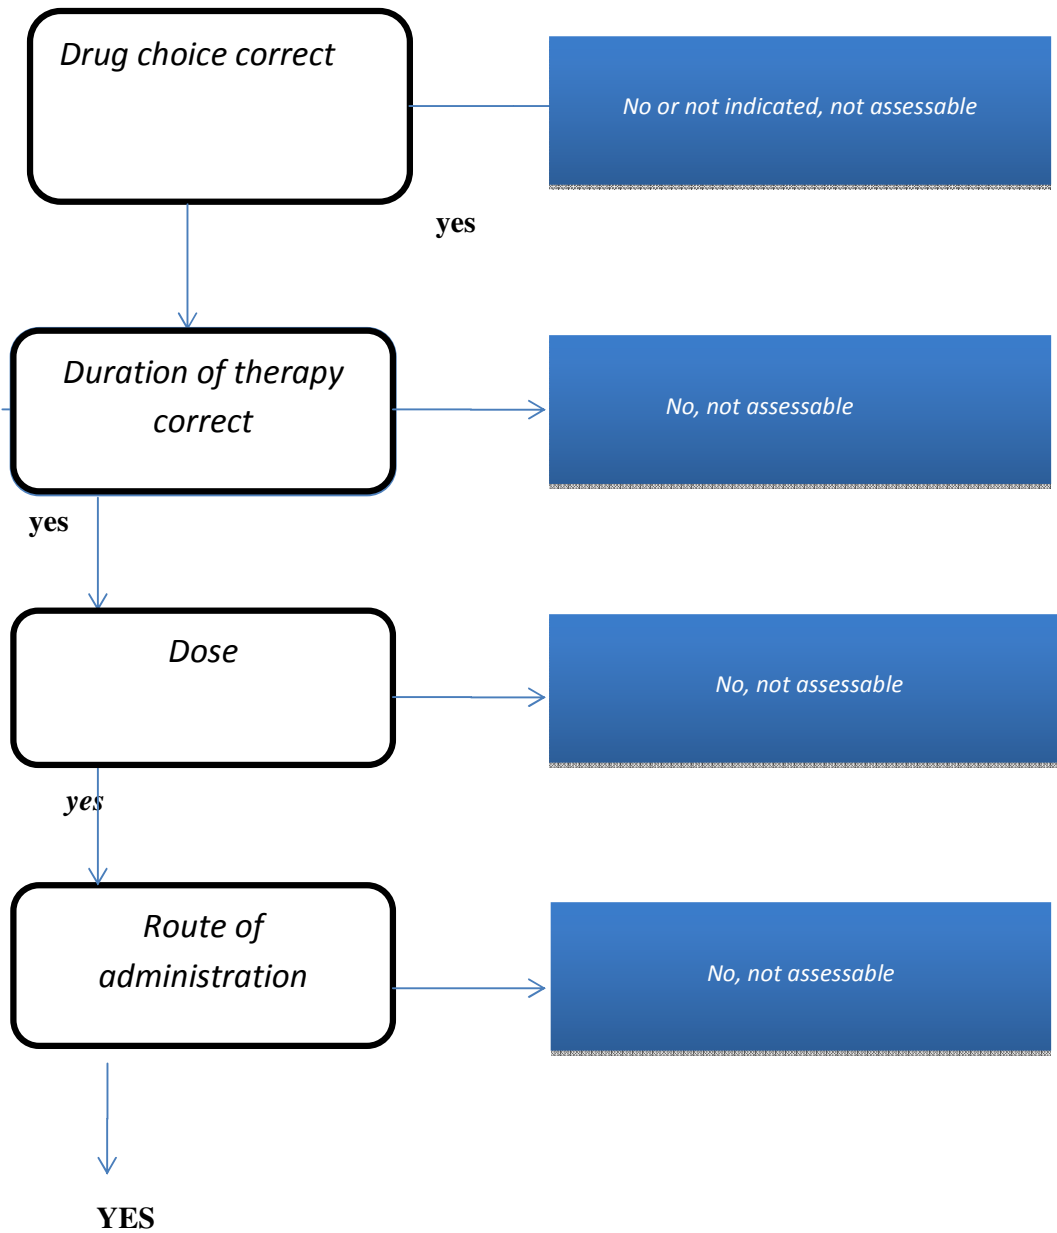 Drug choice correct
No or not indicated, not assessable
yes
Duration of therapy
correct
No, not assessable
yes
Dose
No, not assessable
yes
Route of
administration
No, not assessable
YES